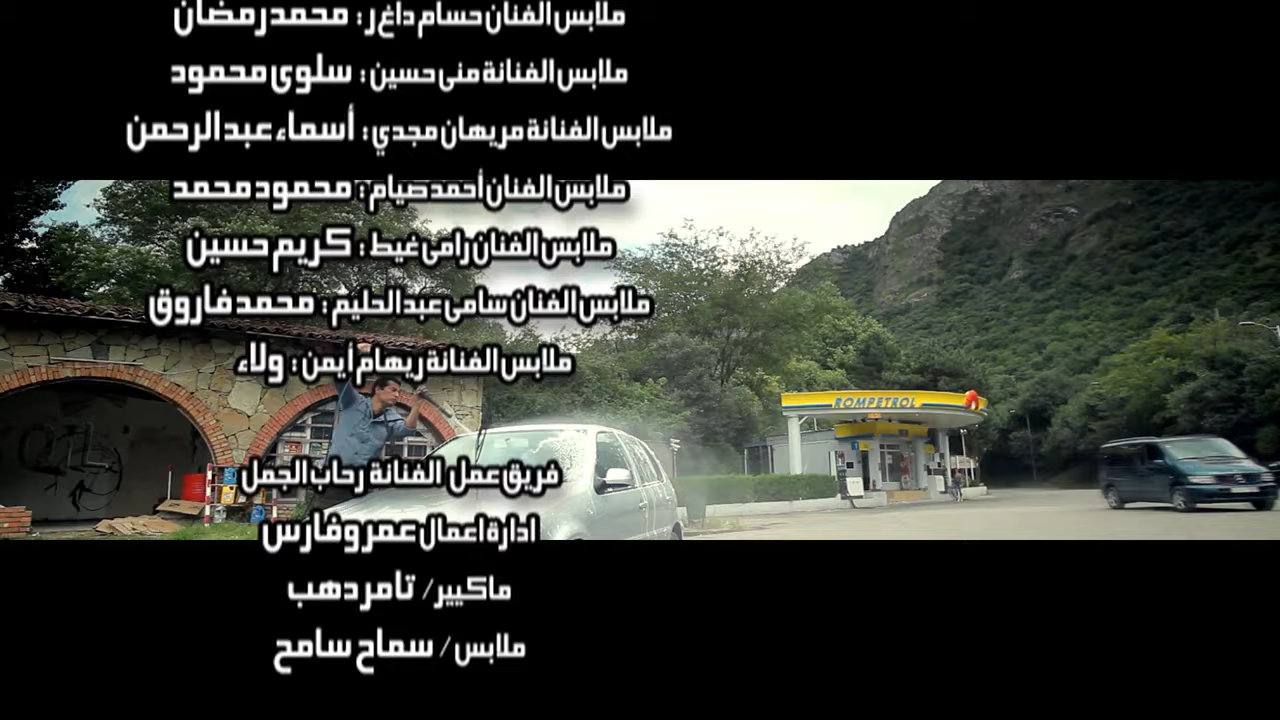 ملابس الفنان حسام داغر : محمد رمضان
ملابس الفنانة منى حسين : سلوى محمود
ملابس الفنانة مريهان مجدي : أسماء عبد الرحمن
ملابس الفنان أحمد صيام : محمود محمد
ملابس الفنان رامى غيط : كريم حسين
ملابس الفنان سامى عبد الحليم : محمد فاروق
ملابس الفنانة ريهام أيمن : ولاء
ROMPETROL
فريق عمل الفنانة رحاب الجمل
ادارة اعمال عمرو فارس
ماكيير / تامر دهب
ملابس / سماح سامح